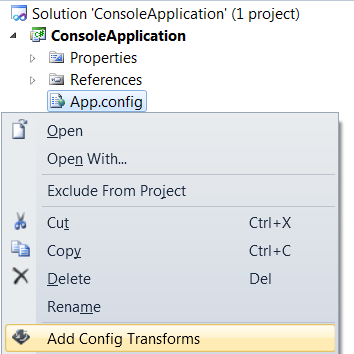 Solution 'ConsoleApplication' (1 project)
ConsoleApplication
Properties
References
App.config
Open
Open With...
Exclude From Project
Cut Ctrl+X
Copy Ctrl+C
Delete Del
Rename
Add Config Transforms